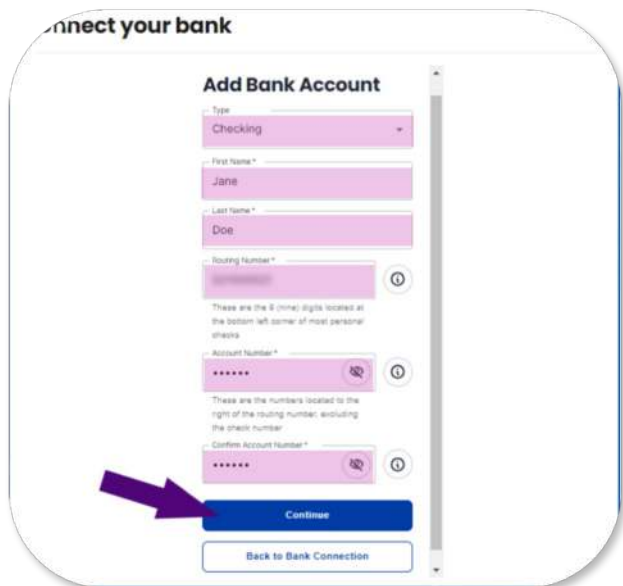 nnect your bank
Add Bank Account
Type
Checking
First Name *
Jane
Last Name *
Doe
Routing Number *
These are the 9 (nine) digits located at
the bottom left corner of most personal
checks
Account Number *
••••••
These are the numbers located to the
right of the routing number, excluding
the check number
Confirm Account Number *
••••••
Continue
Back to Bank Connection